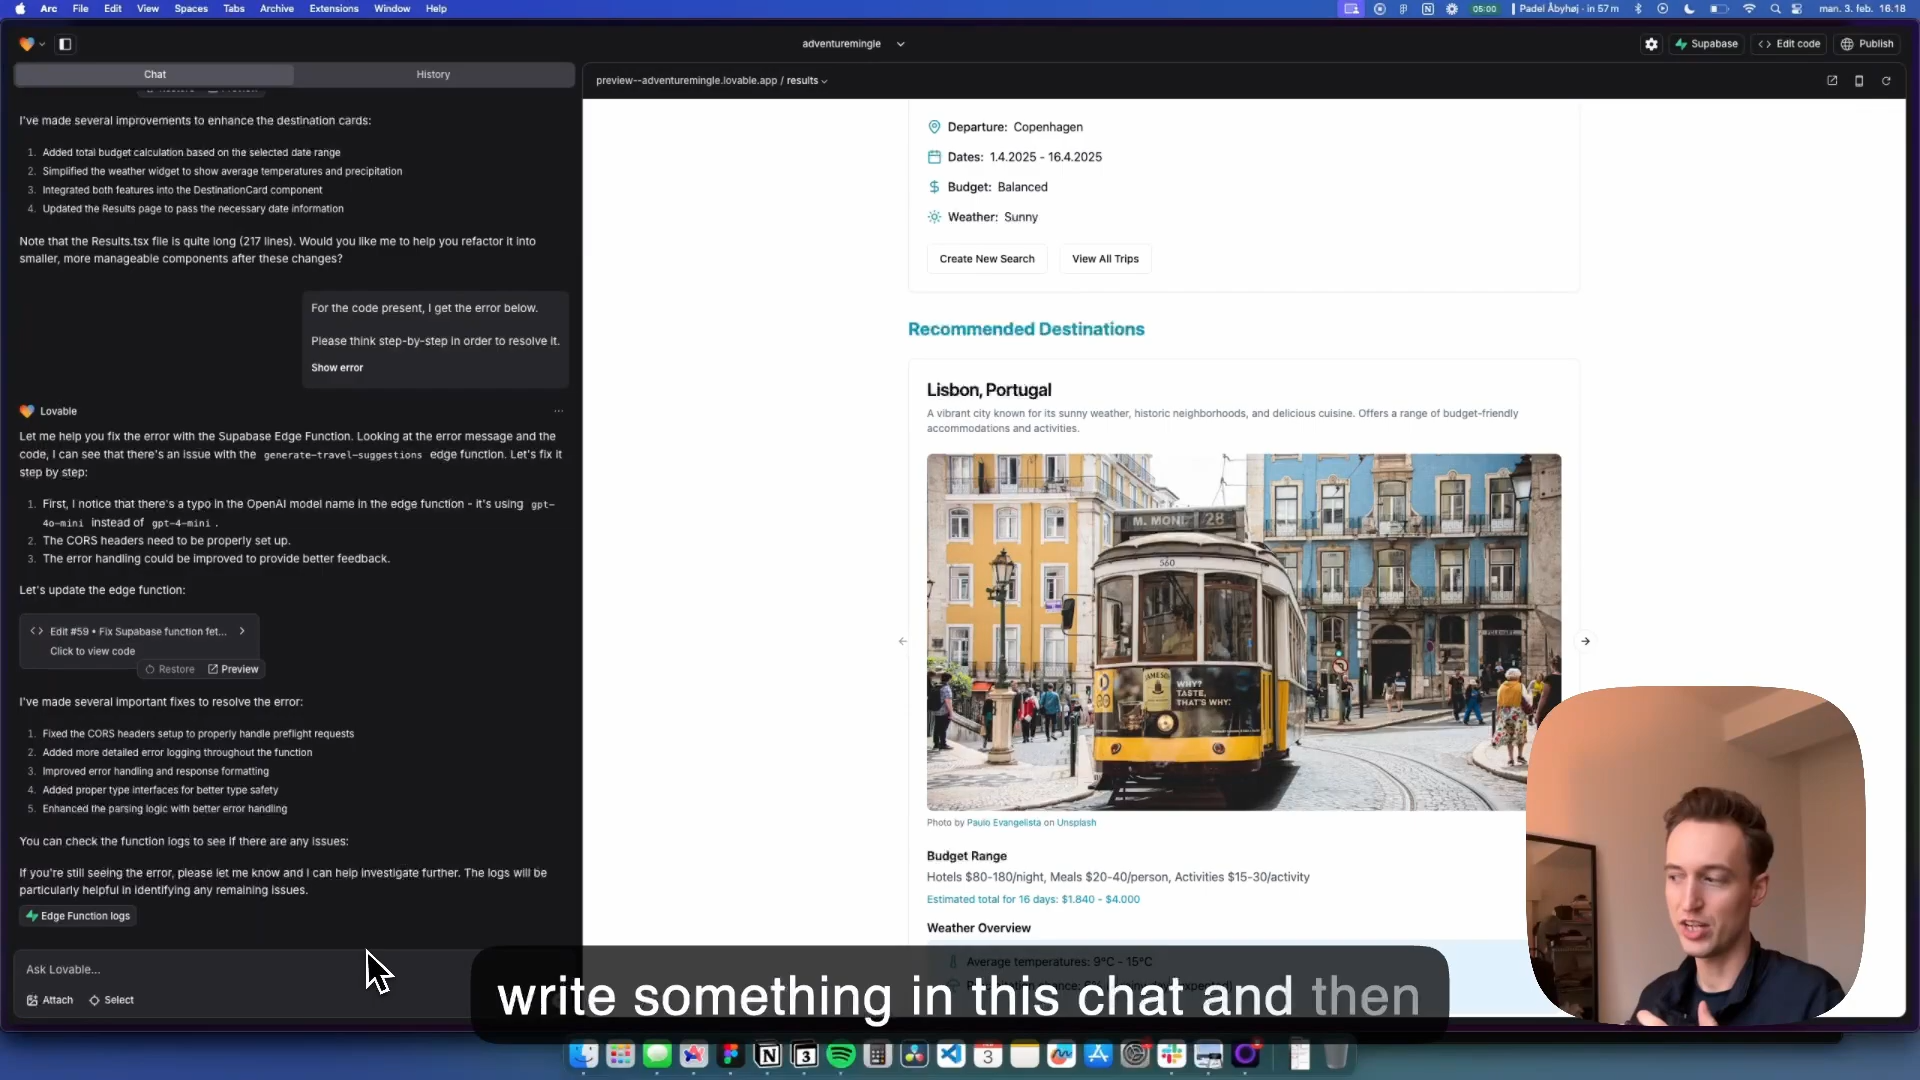 Arc File Edit View Spaces Tabs Archive Extensions Window Help
05:00 Padel Åbyhøj · in 57 m man. 3. feb. 16.18
adventuremingle
Supabase Edit code Publish
Chat History
preview--adventuremingle.lovable.app / results
I've made several improvements to enhance the destination cards:
1. Added total budget calculation based on the selected date range
2. Simplified the weather widget to show average temperatures and precipitation
3. Integrated both features into the DestinationCard component
4. Updated the Results page to pass the necessary date information
Note that the Results.tsx file is quite long (217 lines). Would you like me to help you refactor it into
smaller, more manageable components after these changes?
For the code present, I get the error below.
Please think step-by-step in order to resolve it.
Show error
Lovable
Let me help you fix the error with the Supabase Edge Function. Looking at the error message and the
code, I can see that there's an issue with the generate-travel-suggestions edge function. Let's fix it
step by step:
1. First, I notice that there's a typo in the OpenAI model name in the edge function - it's using gpt-
4o-mini instead of gpt-4-mini .
2. The CORS headers need to be properly set up.
3. The error handling could be improved to provide better feedback.
Let's update the edge function:
Edit #59 • Fix Supabase function fet...
Click to view code
Restore Preview
I've made several important fixes to resolve the error:
1. Fixed the CORS headers setup to properly handle preflight requests
2. Added more detailed error logging throughout the function
3. Improved error handling and response formatting
4. Added proper type interfaces for better type safety
5. Enhanced the parsing logic with better error handling
You can check the function logs to see if there are any issues:
If you're still seeing the error, please let me know and I can help investigate further. The logs will be
particularly helpful in identifying any remaining issues.
Edge Function logs
Ask Lovable...
Attach Select
Departure: Copenhagen
Dates: 1.4.2025 - 16.4.2025
Budget: Balanced
Weather: Sunny
Create New Search View All Trips
Recommended Destinations
Lisbon, Portugal
A vibrant city known for its sunny weather, historic neighborhoods, and delicious cuisine. Offers a range of budget-friendly
accommodations and activities.
M. MONI. 28
560
JAMESON
WHY?
TASTE,
THAT'S WHY.
Photo by Paulo Evangelista on Unsplash
Budget Range
Hotels $80-180/night, Meals $20-40/person, Activities $15-30/activity
Estimated total for 16 days: $1.840 - $4.000
Weather Overview
Average temperatures: 9°C - 15°C
write something in this chat and then
3 3